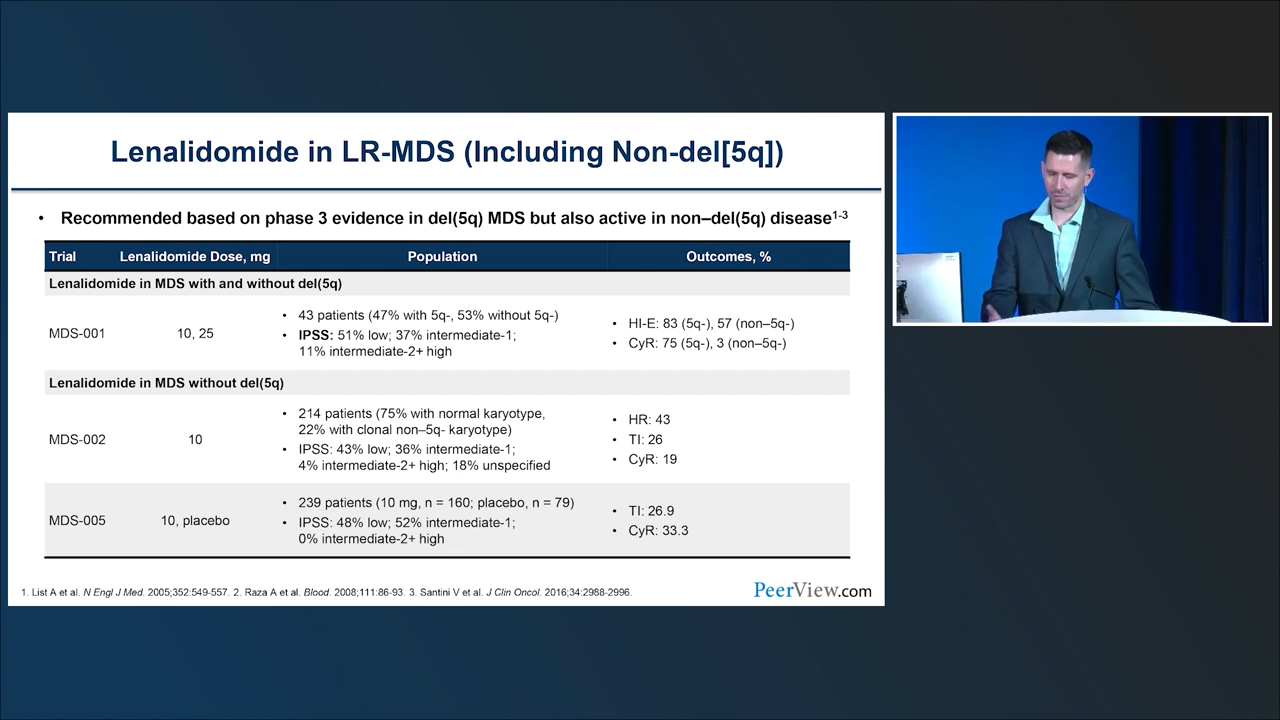 Lenalidomide in LR-MDS (Including Non-del[5q])
• Recommended based on phase 3 evidence in del(5q) MDS but also active in non–del(5q) disease1-3
Trial Lenalidomide Dose, mg Population Outcomes, %
Lenalidomide in MDS with and without del(5q)
MDS-001
10, 25
• 43 patients (47% with 5q-, 53% without 5q-)
• IPSS: 51% low; 37% intermediate-1;
11% intermediate-2+ high
• HI-E: 83 (5q-), 57 (non–5q-)
• CyR: 75 (5q-), 3 (non–5q-)
Lenalidomide in MDS without del(5q)
MDS-002
10
• 214 patients (75% with normal karyotype,
22% with clonal non–5q- karyotype)
• IPSS: 43% low; 36% intermediate-1;
4% intermediate-2+ high; 18% unspecified
• HR: 43
• TI: 26
• CyR: 19
MDS-005
10, placebo
• 239 patients (10 mg, n = 160; placebo, n = 79)
• IPSS: 48% low; 52% intermediate-1;
0% intermediate-2+ high
• TI: 26.9
• CyR: 33.3
1. List A et al. N Engl J Med. 2005;352:549-557. 2. Raza A et al. Blood. 2008;111:86-93. 3. Santini V et al. J Clin Oncol. 2016;34:2988-2996.
PeerView.com